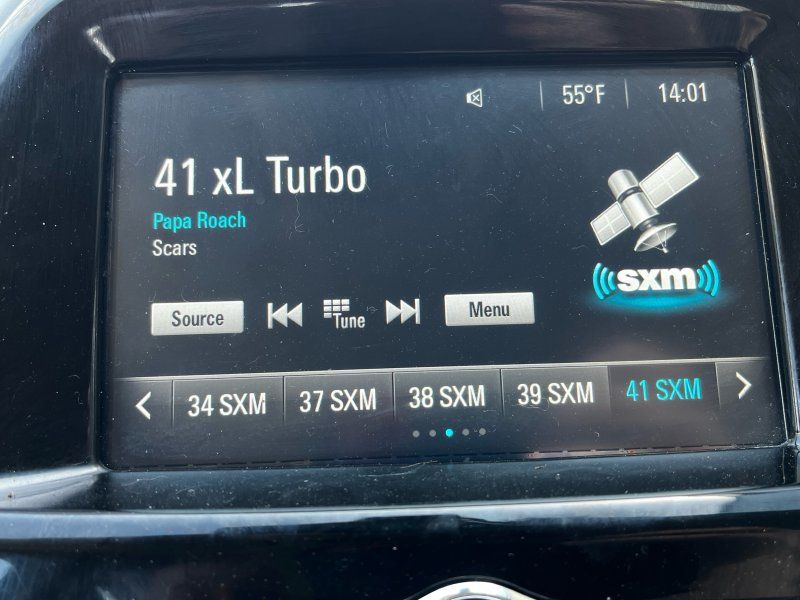 55°F 14:01
41 xL Turbo
Papa Roach
Scars
sxm
Source Tune Menu
34 SXM 37 SXM 38 SXM 39 SXM 41 SXM